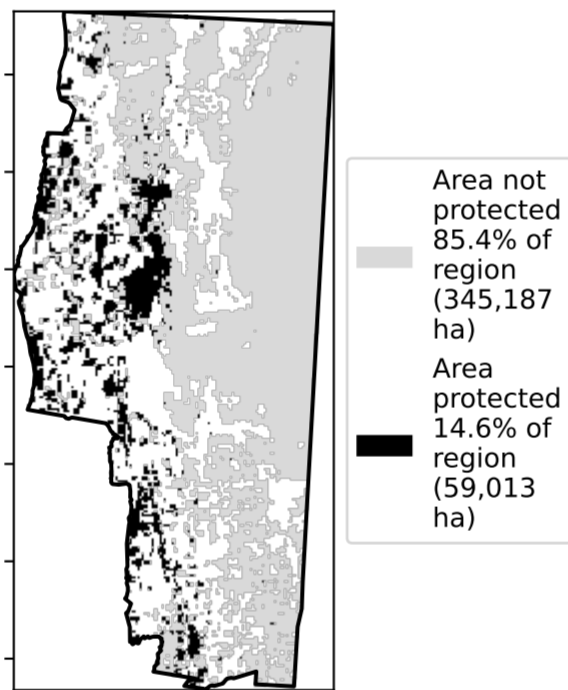 Area not
protected
85.4% of
region
(345,187
ha)
Area
protected
14.6% of
region
(59,013
ha)